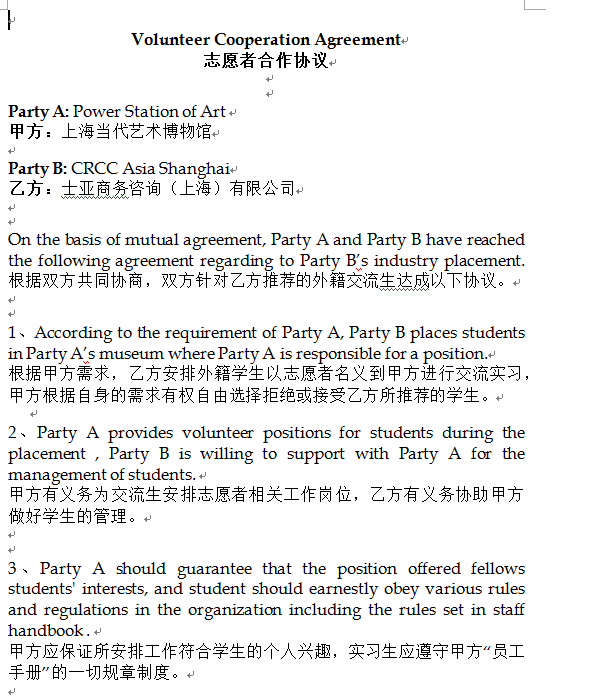 Volunteer Cooperation Agreement
志愿者合作协议
Party A: Power Station of Art
甲方：上海当代艺术博物馆
Party B: CRCC Asia Shanghai
乙方：士亚商务咨询（上海）有限公司
On the basis of mutual agreement, Party A and Party B have reached
the following agreement regarding to Party B's industry placement.
根据双方共同协商，双方针对乙方推荐的外籍交流生达成以下协议。
1、According to the requirement of Party A, Party B places students
in Party A's museum where Party A is responsible for a position.
根据甲方需求，乙方安排外籍学生以志愿者名义到甲方进行交流实习，
甲方根据自身的需求有权自由选择拒绝或接受乙方所推荐的学生。
2、Party A provides volunteer positions for students during the
placement , Party B is willing to support with Party A for the
management of students.
甲方有义务为交流生安排志愿者相关工作岗位，乙方有义务协助甲方
做好学生的管理。
3、Party A should guarantee that the position offered fellows
students' interests, and student should earnestly obey various rules
and regulations in the organization including the rules set in staff
handbook.
甲方应保证所安排工作符合学生的个人兴趣，实习生应遵守甲方“员工
手册”的一切规章制度。